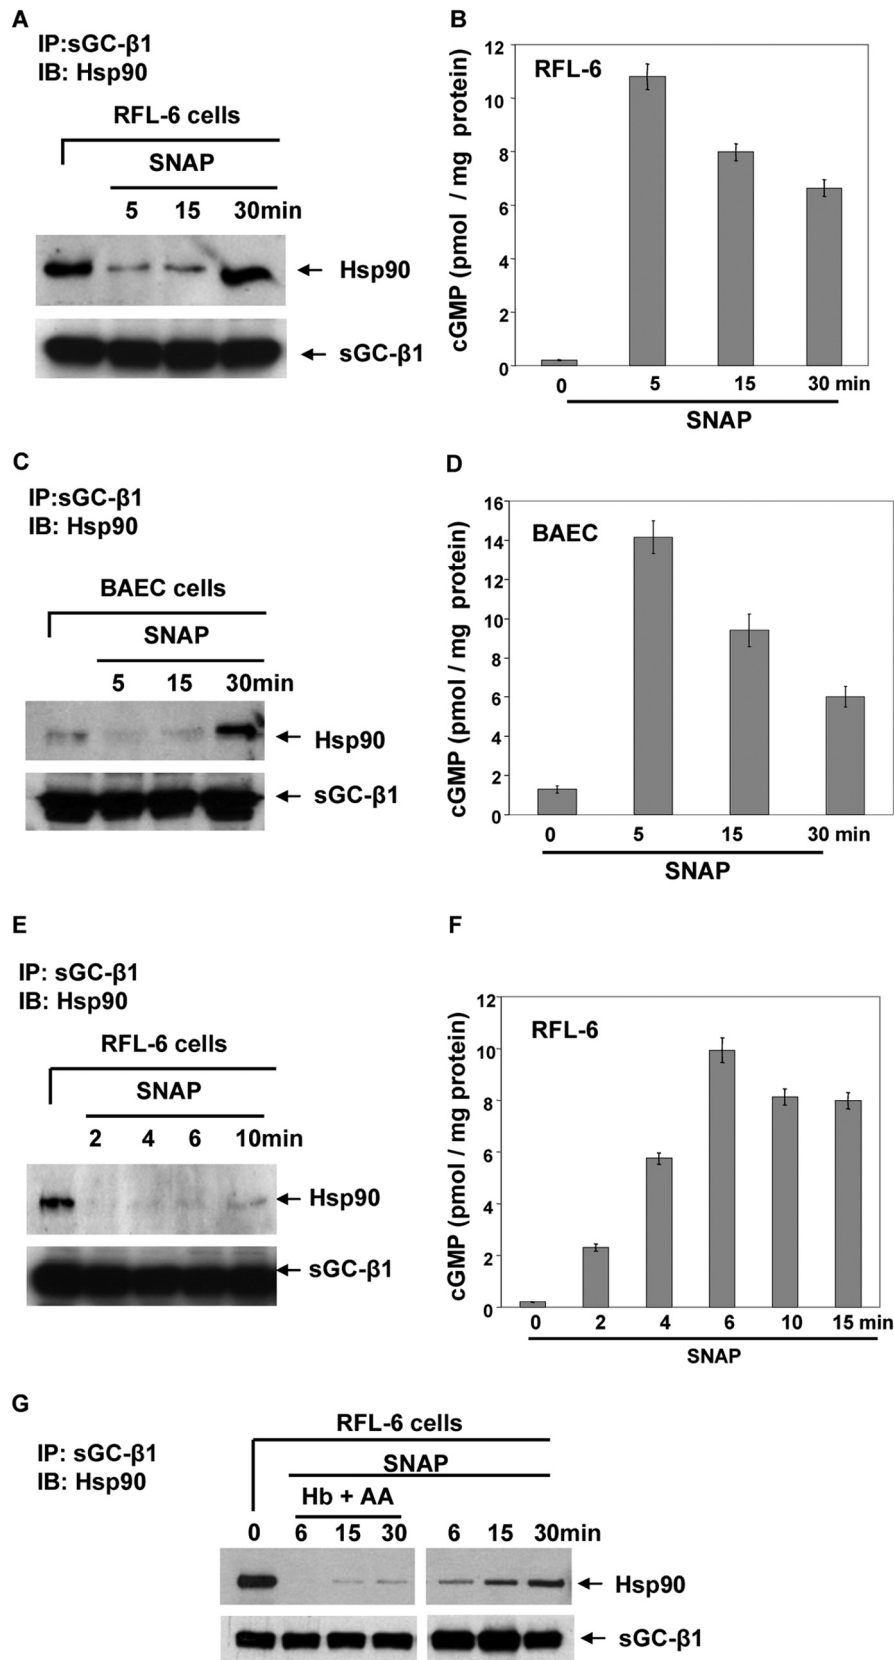 A
IP:sGC-β1
IB: Hsp90
RFL-6 cells
SNAP
5 15 30min
Hsp90
sGC-β1
B
RFL-6
cGMP (pmol / mg protein)
12
10
8
6
4
2
0
0 5 15 30 min
SNAP
C
IP:sGC-β1
IB: Hsp90
BAEC cells
SNAP
5 15 30min
Hsp90
sGC-β1
D
BAEC
cGMP (pmol / mg protein)
16
14
12
10
8
6
4
2
0
0 5 15 30 min
SNAP
E
IP: sGC-β1
IB: Hsp90
RFL-6 cells
SNAP
2 4 6 10min
Hsp90
sGC-β1
F
RFL-6
cGMP (pmol / mg protein)
12
10
8
6
4
2
0
0 2 4 6 10 15 min
SNAP
G
IP: sGC-β1
IB: Hsp90
RFL-6 cells
SNAP
Hb + AA
0 6 15 30 6 15 30min
Hsp90
sGC-β1